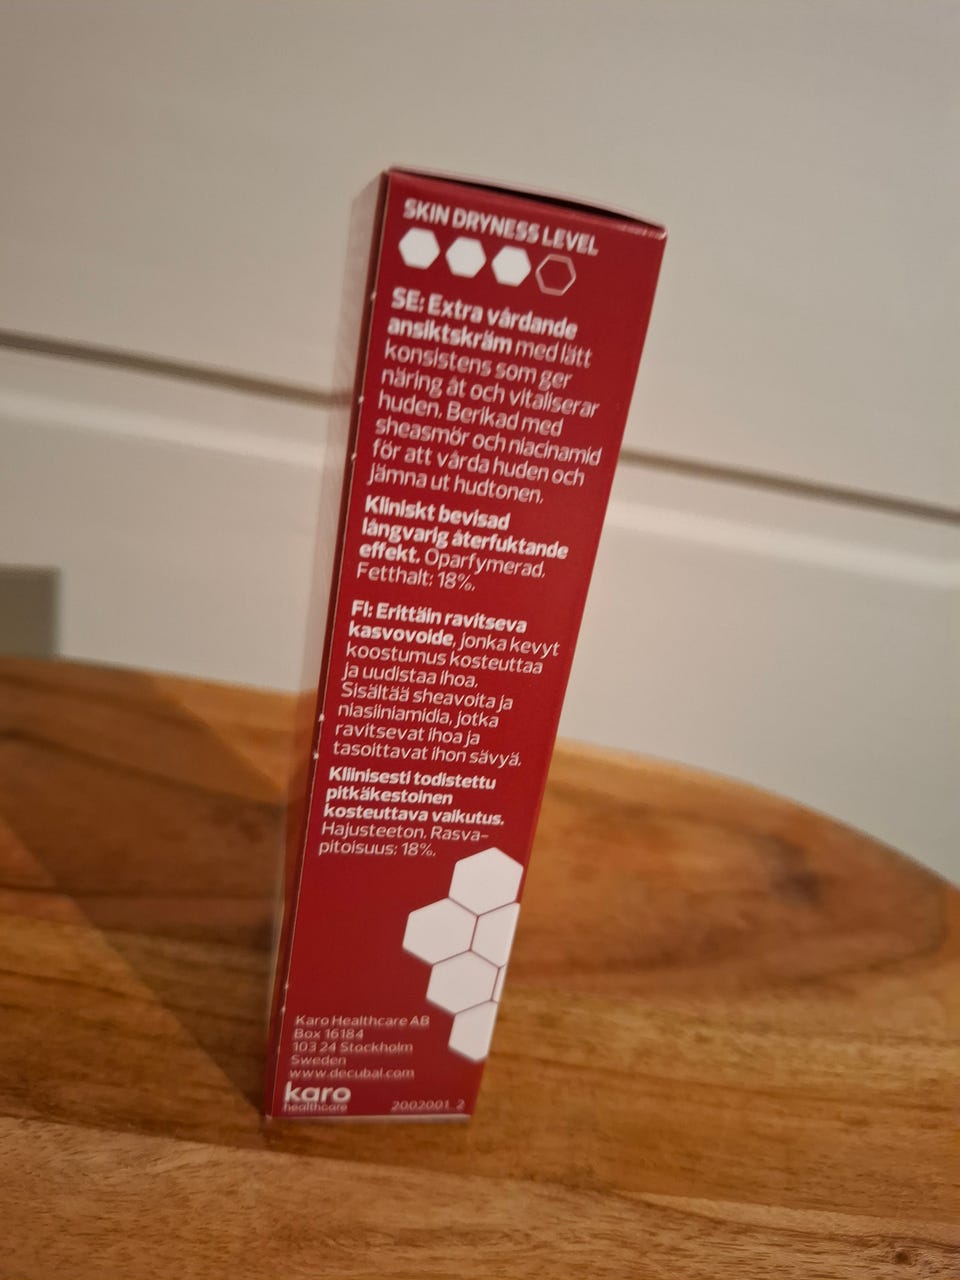 SKIN DRYNESS LEVEL
SE: Extra vårdande
ansiktskräm med lätt
konsistens som ger
näring åt och vitaliserar
huden. Berikad med
sheasmör och niacinamid
för att vårda huden och
jämna ut hudtonen.
Kliniskt bevisad
långvarig återfuktande
effekt. Oparfymerad.
Fetthalt: 18%.
FI: Erittäin ravitseva
kasvovoide, jonka kevyt
koostumus kosteuttaa
ja uudistaa ihoa.
Sisältää sheavoita ja
niasiiniamidia, jotka
ravitsevat ihoa ja
tasoittavat ihon sävyä.
Kliinisesti todistettu
pitkäkestoinen
kosteuttava vaikutus.
Hajusteeton. Rasva-
pitoisuus: 18%.
Karo Healthcare AB
Box 16184
103 24 Stockholm
Sweden
www.decubal.com
karo
healthcare
2002001_2